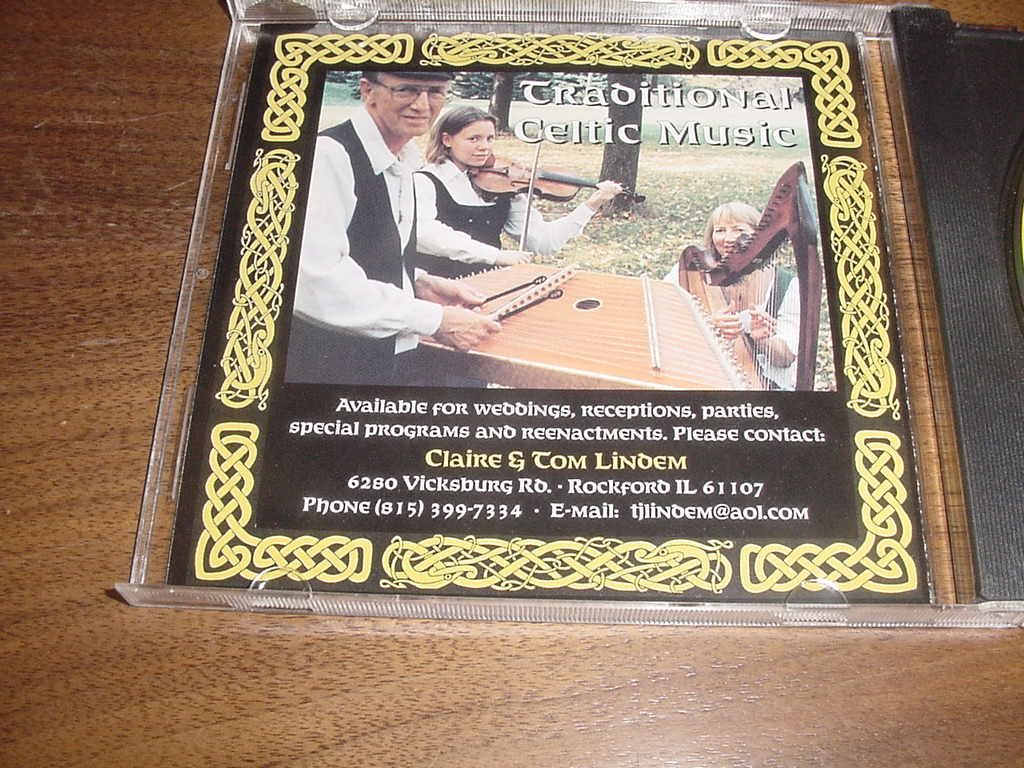 Traditional
Celtic Music
Available for weddings, receptions, parties,
special programs and reenactments. Please contact:
Claire & Tom Lindem
6280 Vicksburg Rd. · Rockford IL 61107
Phone (815) 399-7334 · E-Mail: tjlindem@aol.com